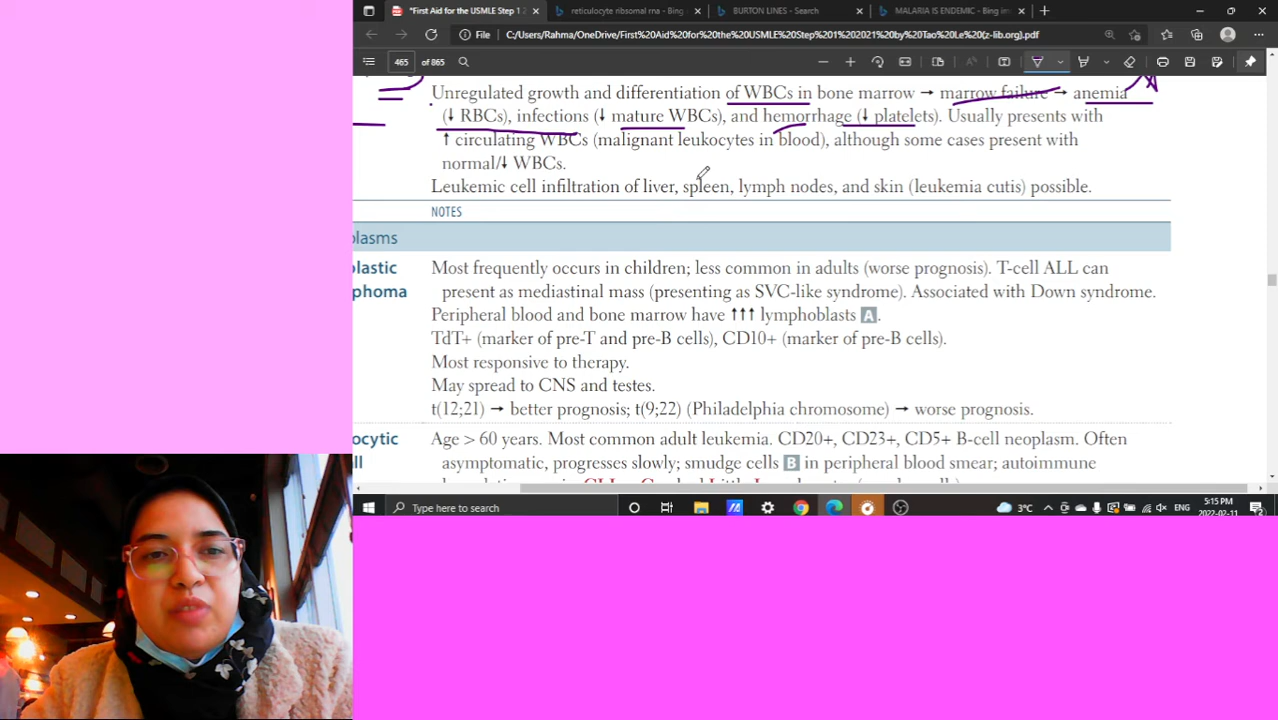 "First Aid for the USMLE Step 1 2
reticulocyte ribosomal rna - Bing
BURTON LINES - Search
MALARIA IS ENDEMIC - Bing im
File
C:/Users/Rahma/OneDrive/First%20Aid%20for%20the%20USMLE%20Step%201%202021%20by%20Tao%20Le%20(z-lib.org).pdf
465 of 865
Unregulated growth and differentiation of WBCs in bone marrow → marrow failure → anemia
(↓ RBCs), infections (↓ mature WBCs), and hemorrhage (↓ platelets). Usually presents with
↑ circulating WBCs (malignant leukocytes in blood), although some cases present with
normal/↓ WBCs.
Leukemic cell infiltration of liver, spleen, lymph nodes, and skin (leukemia cutis) possible.
NOTES
plasms
plastic
Most frequently occurs in children; less common in adults (worse prognosis). T-cell ALL can
phoma
present as mediastinal mass (presenting as SVC-like syndrome). Associated with Down syndrome.
Peripheral blood and bone marrow have ↑↑↑ lymphoblasts A.
TdT+ (marker of pre-T and pre-B cells), CD10+ (marker of pre-B cells).
Most responsive to therapy.
May spread to CNS and testes.
t(12;21) → better prognosis; t(9;22) (Philadelphia chromosome) → worse prognosis.
ocytic
Age > 60 years. Most common adult leukemia. CD20+, CD23+, CD5+ B-cell neoplasm. Often
ll
asymptomatic, progresses slowly; smudge cells B in peripheral blood smear; autoimmune
Type here to search
3°C
ENG
5:15 PM
2022-02-11